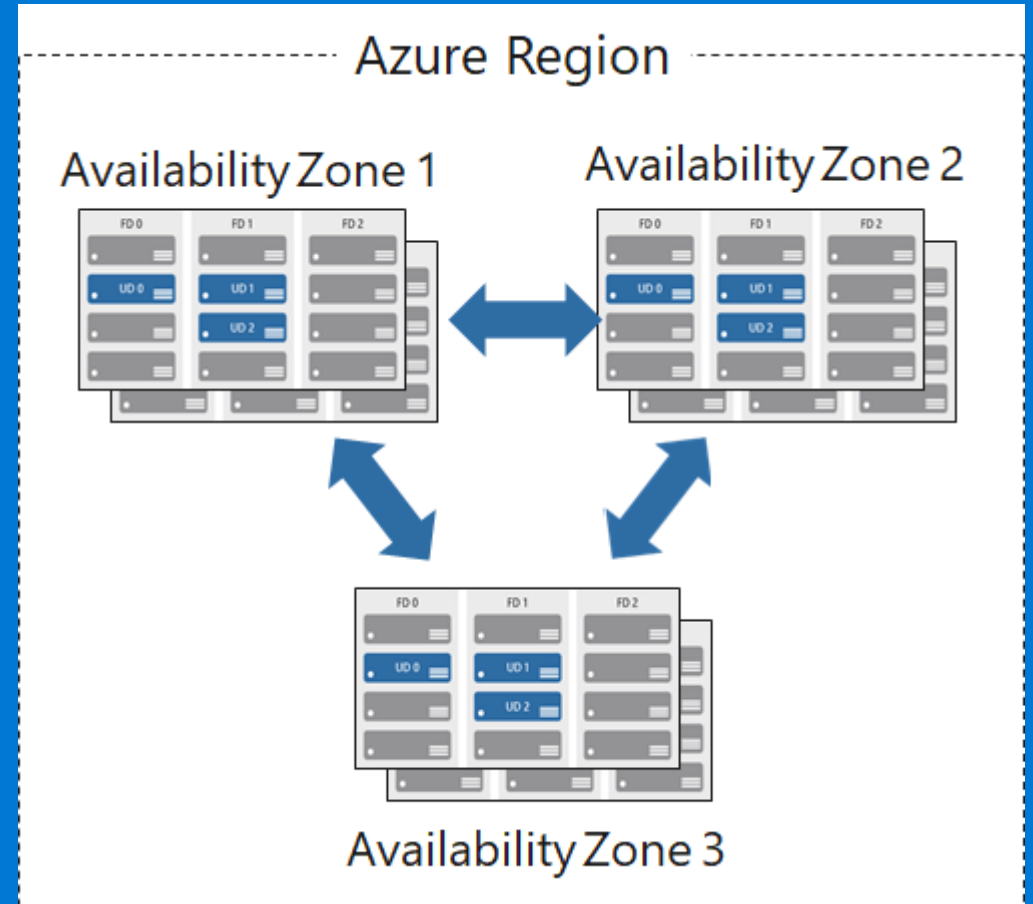 Azure Region
Availability Zone 1
Availability Zone 2
FD 0 FD 1 FD 2
UD 0 UD 1
UD 2
FD 0 FD 1 FD 2
UD 0 UD 1
UD 2
FD 0 FD 1 FD 2
UD 0 UD 1
UD 2
Availability Zone 3